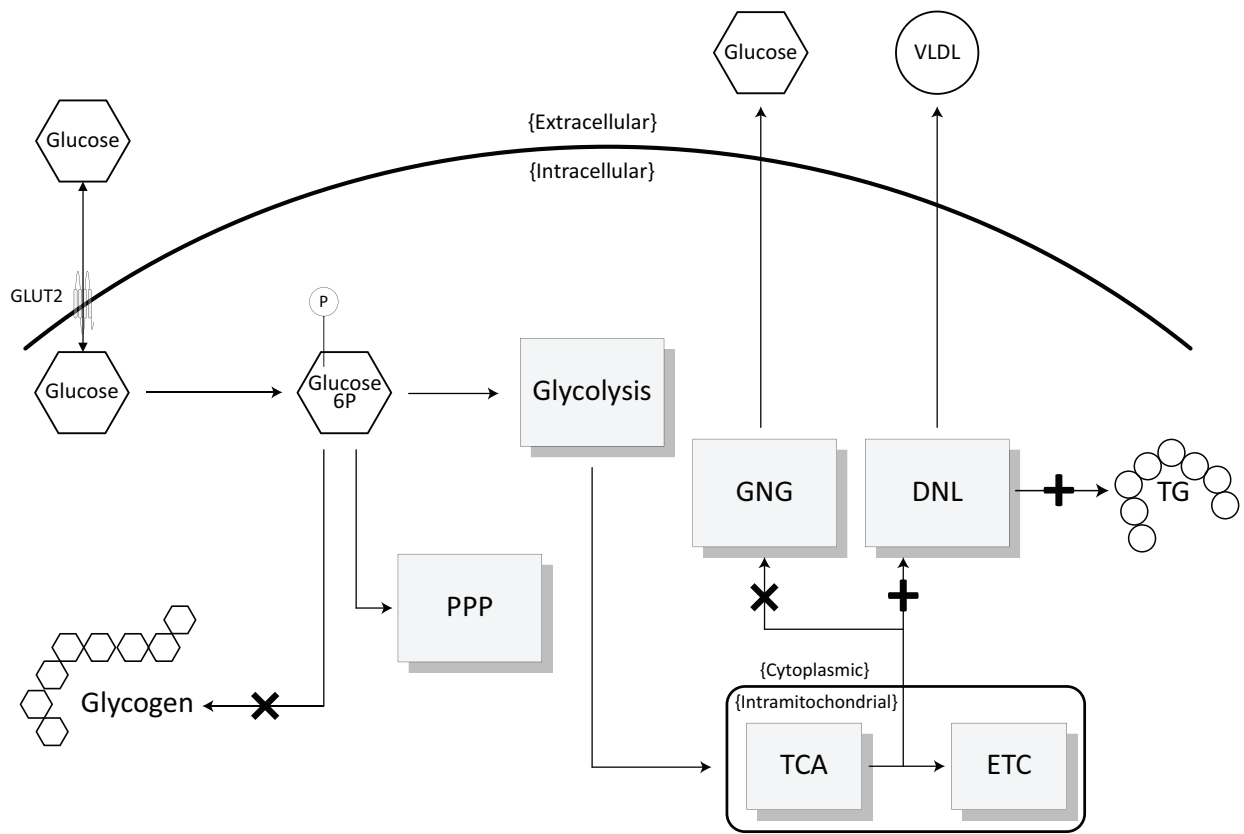 Glucose
VLDL
Glucose
{Extracellular}
{Intracellular}
GLUT2
P
Glucose
Glucose
6P
Glycolysis
GNG
DNL
TG
PPP
{Cytoplasmic}
Glycogen
{Intramitochondrial}
TCA
ETC